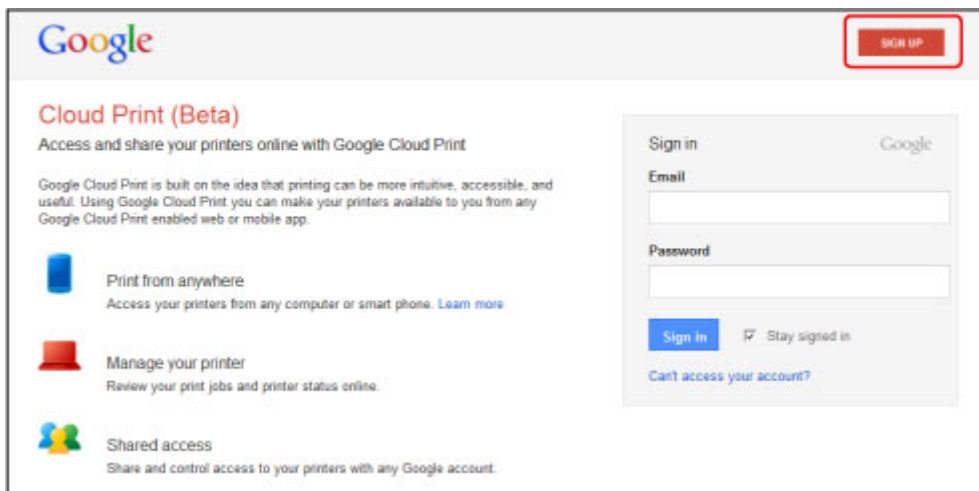 Google
SIGN UP
Cloud Print (Beta)
Access and share your printers online with Google Cloud Print
Google Cloud Print is built on the idea that printing can be more intuitive, accessible, and
useful. Using Google Cloud Print you can make your printers available to you from any
Google Cloud Print enabled web or mobile app.
Print from anywhere
Access your printers from any computer or smart phone. Learn more
Manage your printer
Review your print jobs and printer status online.
Shared access
Share and control access to your printers with any Google account.
Sign in Google
Email
Password
Sign in Stay signed in
Can't access your account?